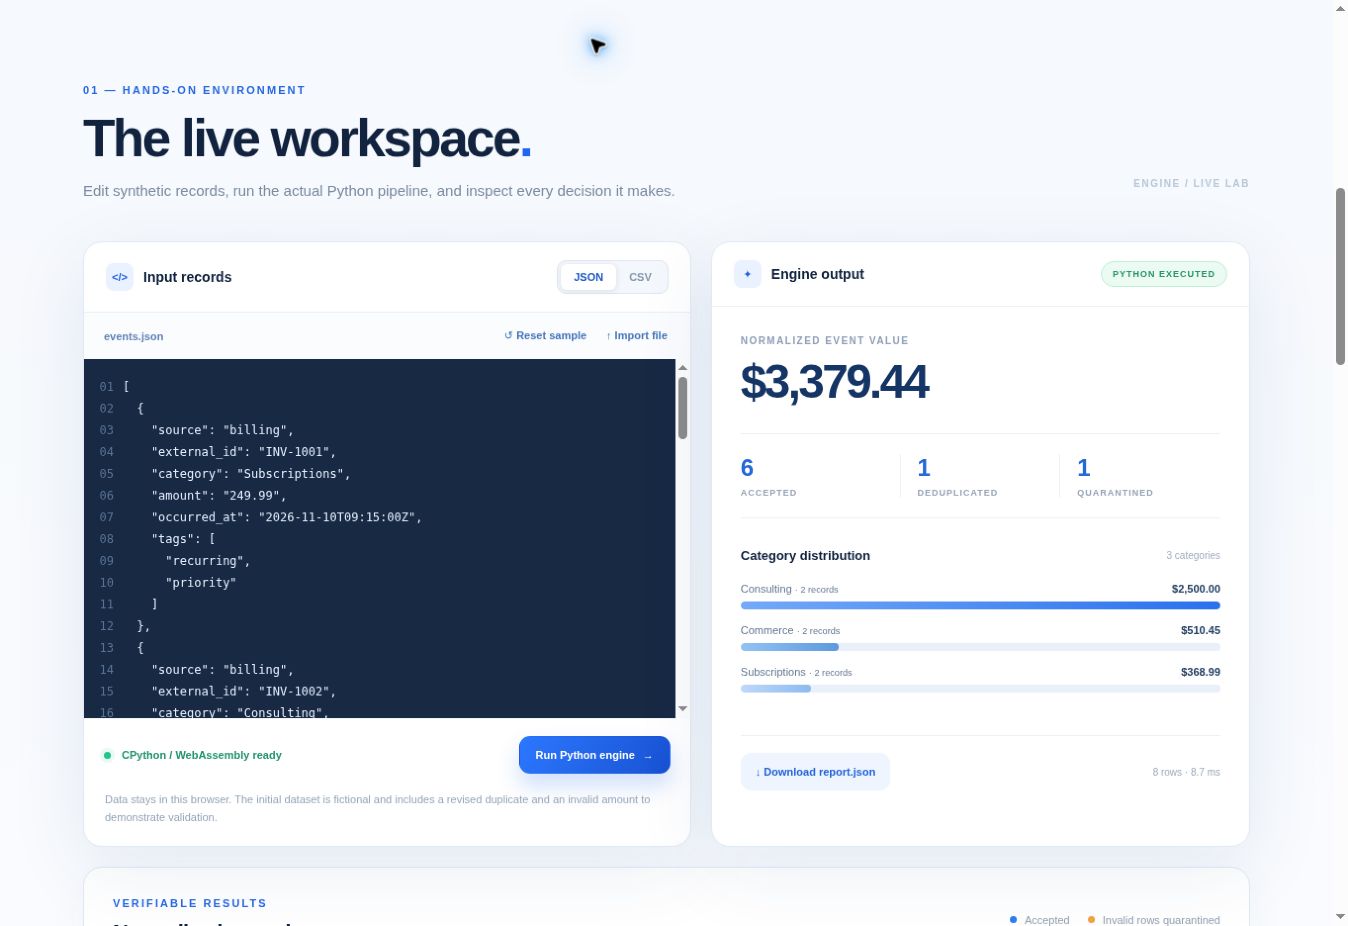 01 — HANDS-ON ENVIRONMENT
The live workspace.
Edit synthetic records, run the actual Python pipeline, and inspect every decision it makes.
ENGINE / LIVE LAB
</> Input records
JSON CSV
events.json
↺ Reset sample ↑ Import file
01 [
02 {
03 "source": "billing",
04 "external_id": "INV-1001",
05 "category": "Subscriptions",
06 "amount": "249.99",
07 "occurred_at": "2026-11-10T09:15:00Z",
08 "tags": [
09 "recurring",
10 "priority"
11 ]
12 },
13 {
14 "source": "billing",
15 "external_id": "INV-1002",
16 "category": "Consulting",
CPython / WebAssembly ready
Run Python engine →
Data stays in this browser. The initial dataset is fictional and includes a revised duplicate and an invalid amount to
demonstrate validation.
✦ Engine output
PYTHON EXECUTED
NORMALIZED EVENT VALUE
$3,379.44
6 1 1
ACCEPTED DEDUPLICATED QUARANTINED
Category distribution 3 categories
Consulting · 2 records $2,500.00
Commerce · 2 records $510.45
Subscriptions · 2 records $368.99
↓ Download report.json 8 rows · 8.7 ms
VERIFIABLE RESULTS
Accepted Invalid rows quarantined